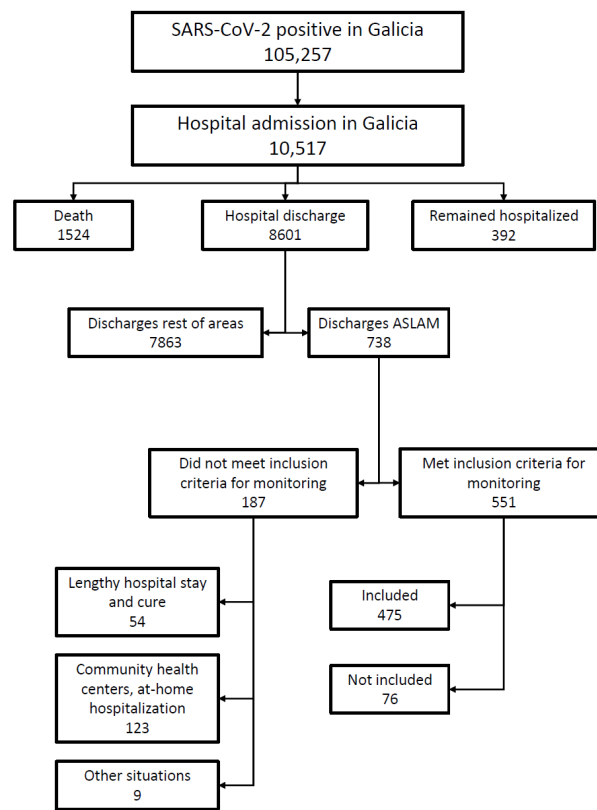 SARS-CoV-2 positive in Galicia
105,257
Hospital admission in Galicia
10,517
Death
1524
Hospital discharge
8601
Remained hospitalized
392
Discharges rest of areas
7863
Discharges ASLAM
738
Did not meet inclusion
criteria for monitoring
187
Met inclusion criteria for
monitoring
551
Lengthy hospital stay
and cure
54
Included
475
Community health
centers, at-home
hospitalization
123
Not included
76
Other situations
9